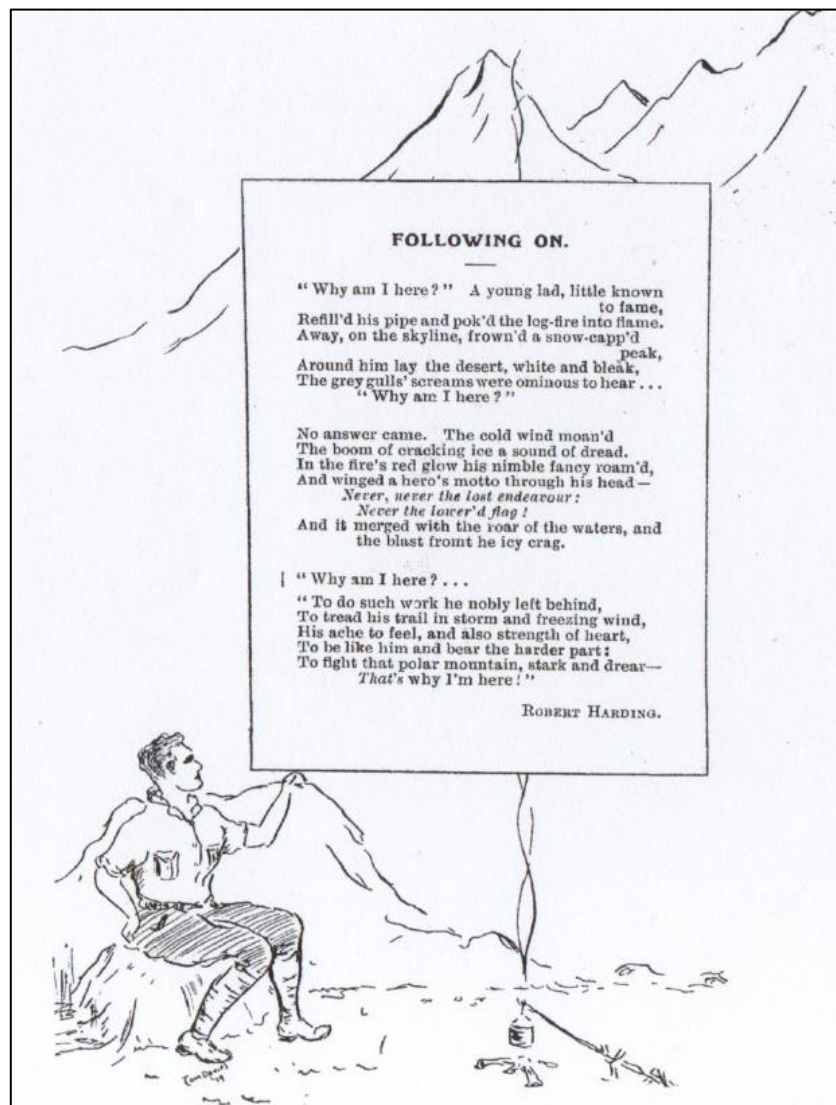 FOLLOWING ON.
“ Why am I here ? ” A young lad, little known
to fame,
Refill'd his pipe and pok'd the log-fire into flame.
Away, on the skyline, frown'd a snow-capp'd
peak,
Around him lay the desert, white and bleak,
The grey gulls' screams were ominous to hear . . .
“ Why am I here ? ”
No answer came. The cold wind moan'd
The boom of cracking ice a sound of dread.
In the fire's red glow his nimble fancy roam'd,
And winged a hero's motto through his head—
Never, never the lost endeavour :
Never the lower'd flag !
And it merged with the roar of the waters, and
the blast fromt he icy crag.
“ Why am I here ? . . .
“ To do such work he nobly left behind,
To tread his trail in storm and freezing wind,
His ache to feel, and also strength of heart,
To be like him and bear the harder part :
To fight that polar mountain, stark and drear—
That's why I'm here ! ”
ROBERT HARDING.